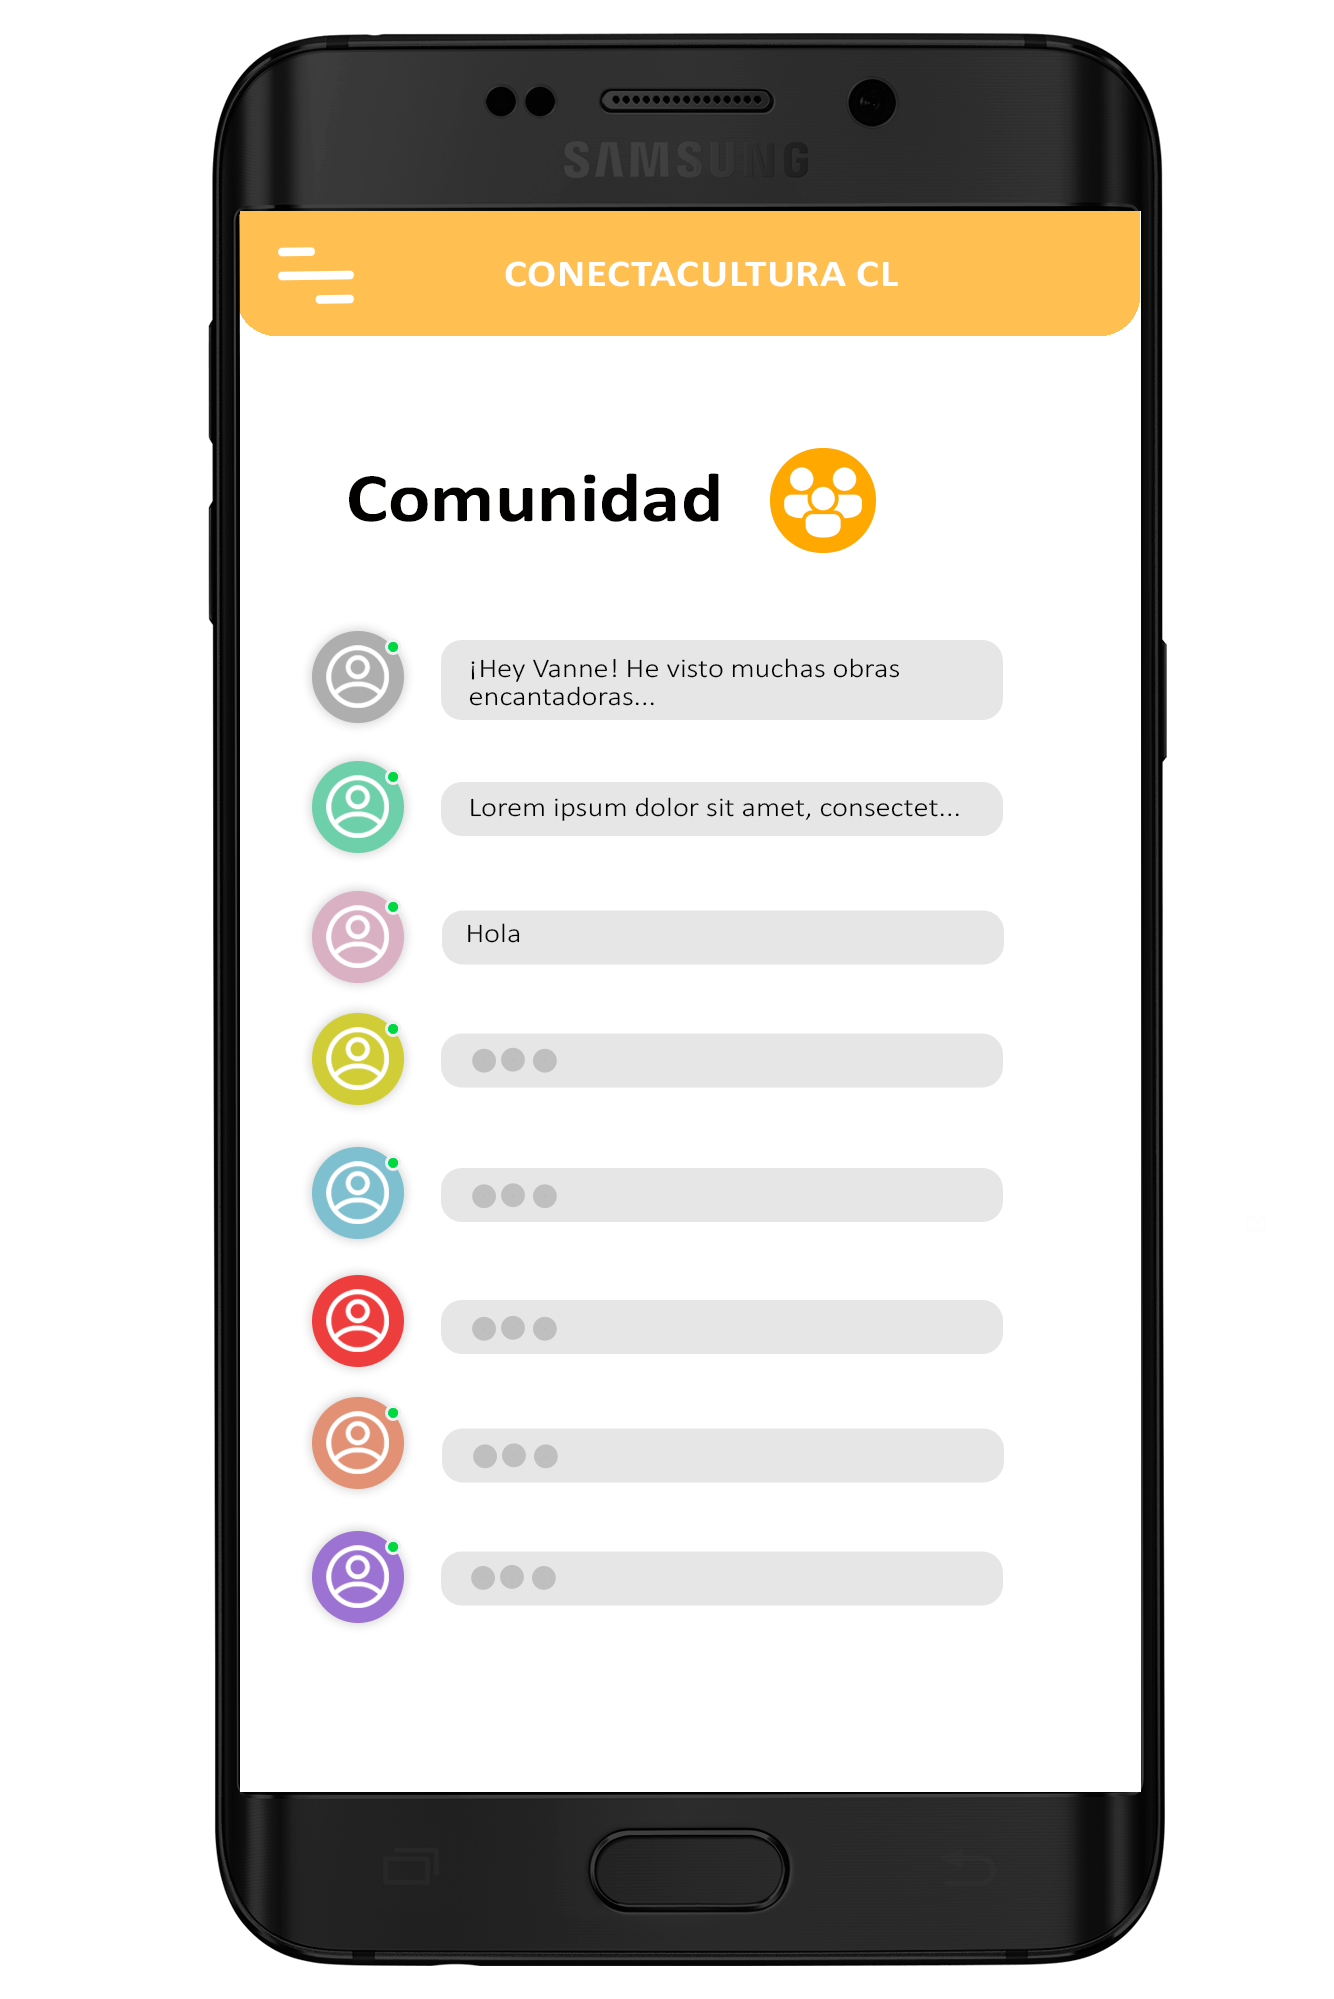 SAMSUNG
CONECTACULTURA CL
Comunidad
¡Hey Vanne! He visto muchas obras
encantadoras...
Lorem ipsum dolor sit amet, consectet...
Hola